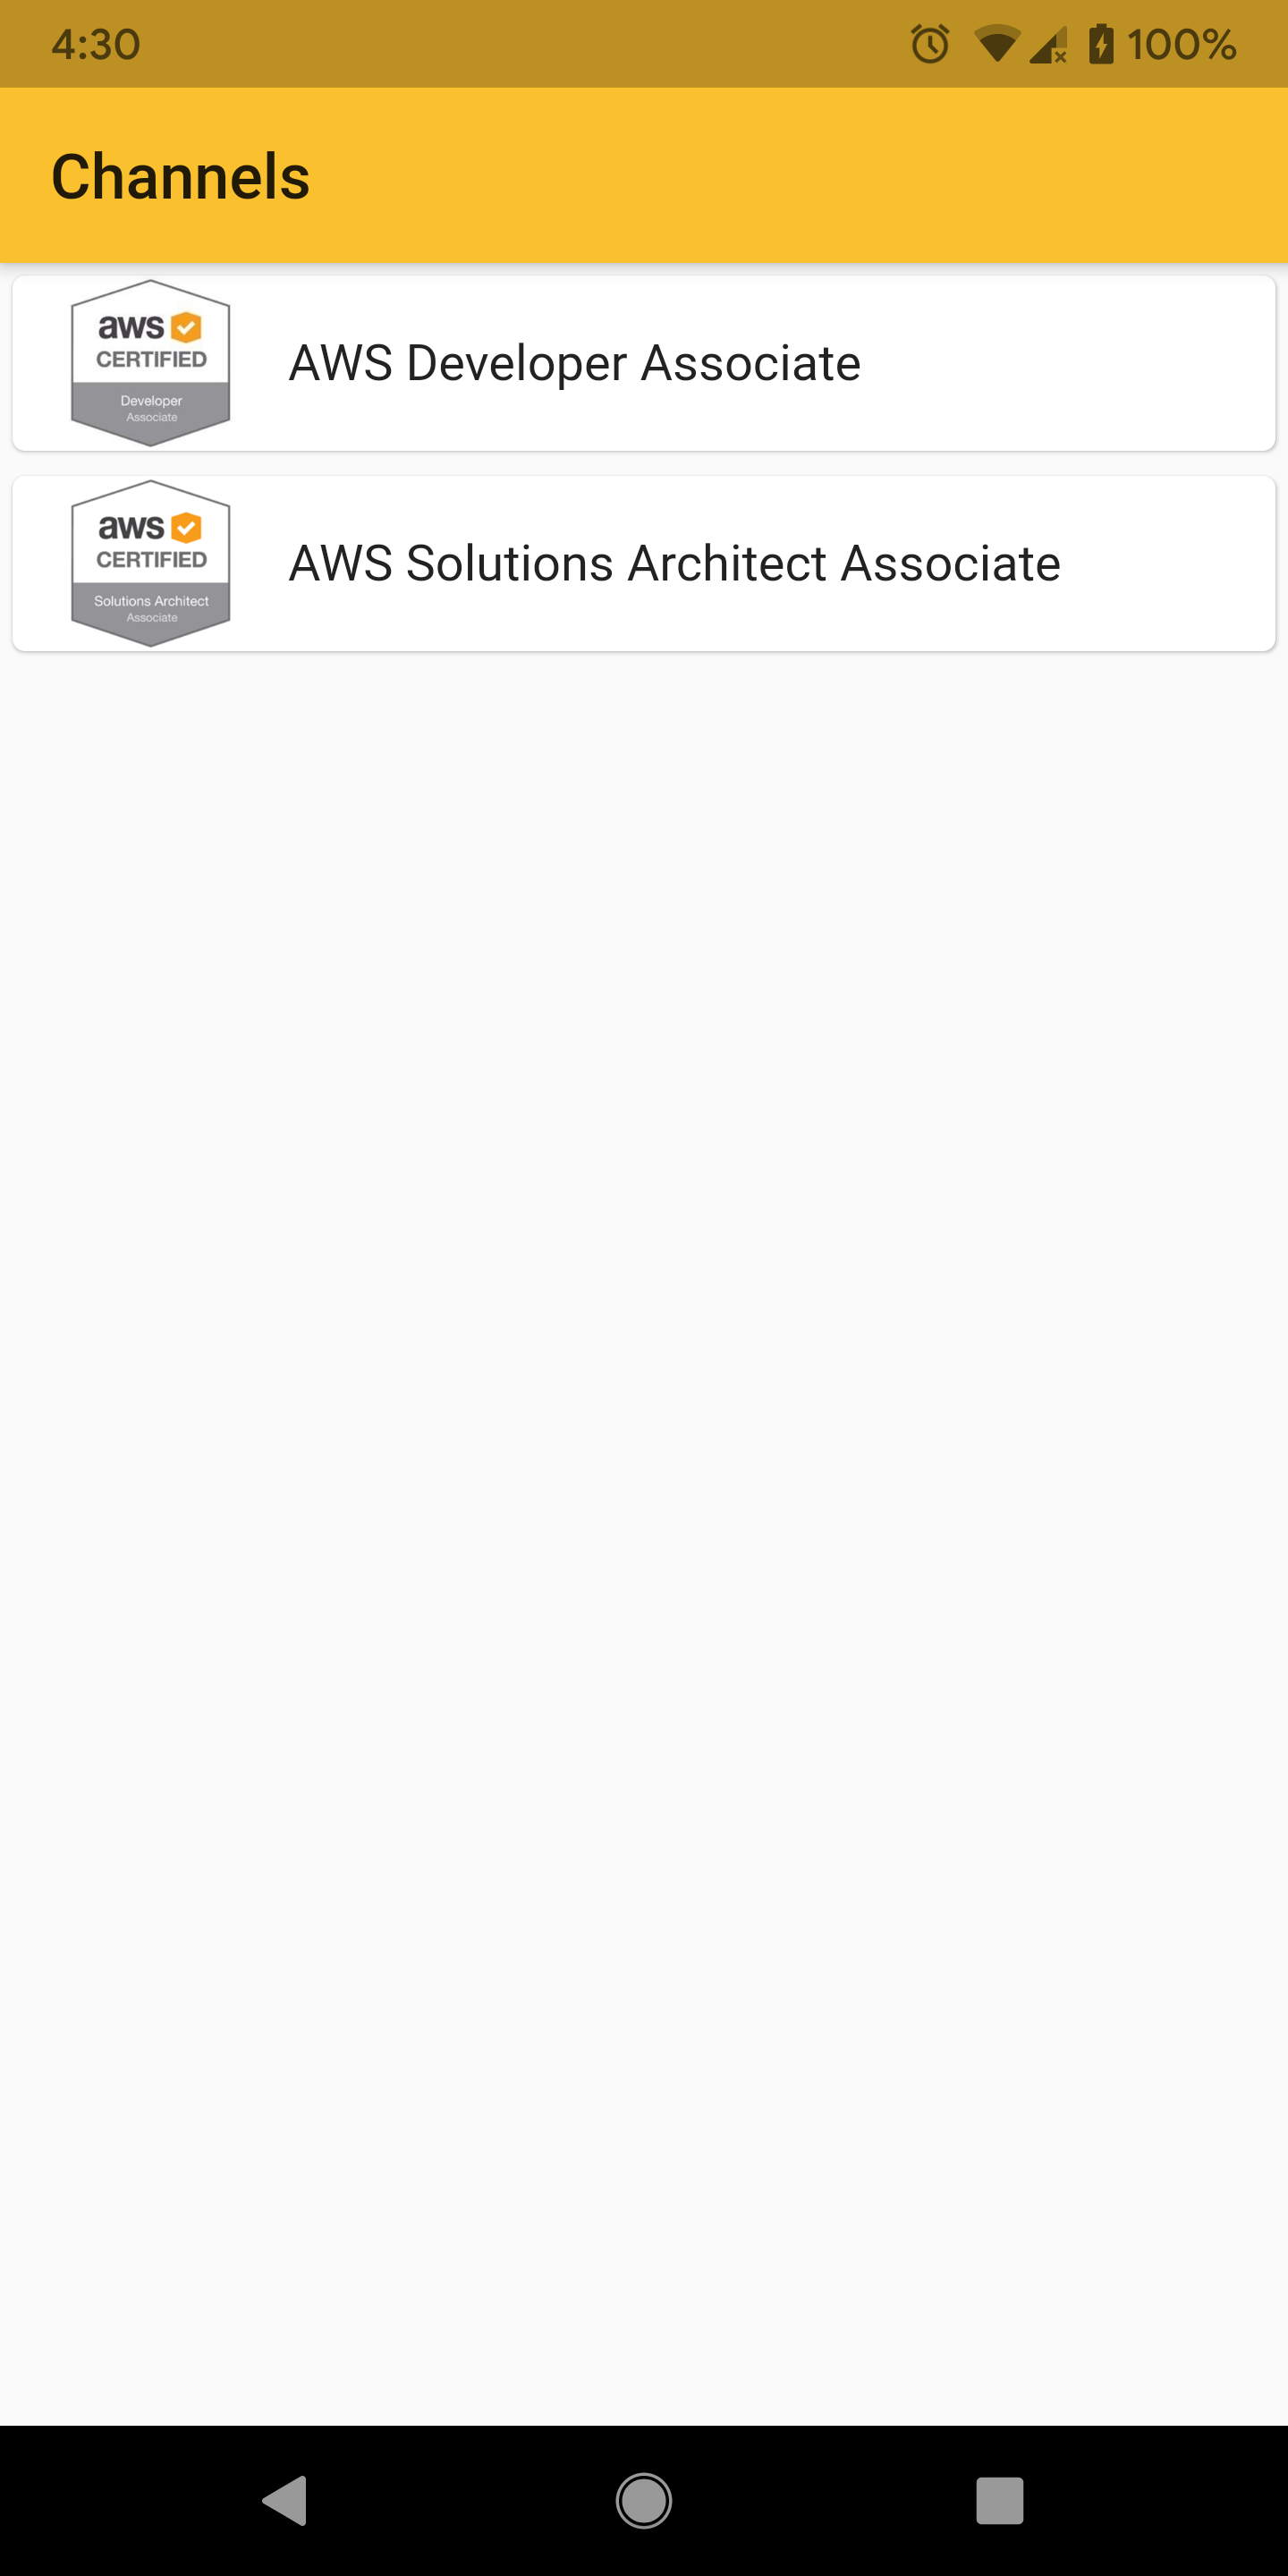 4:30
100%
Channels
aws
CERTIFIED
Developer
Associate
AWS Developer Associate
aws
CERTIFIED
Solutions Architect
Associate
AWS Solutions Architect Associate